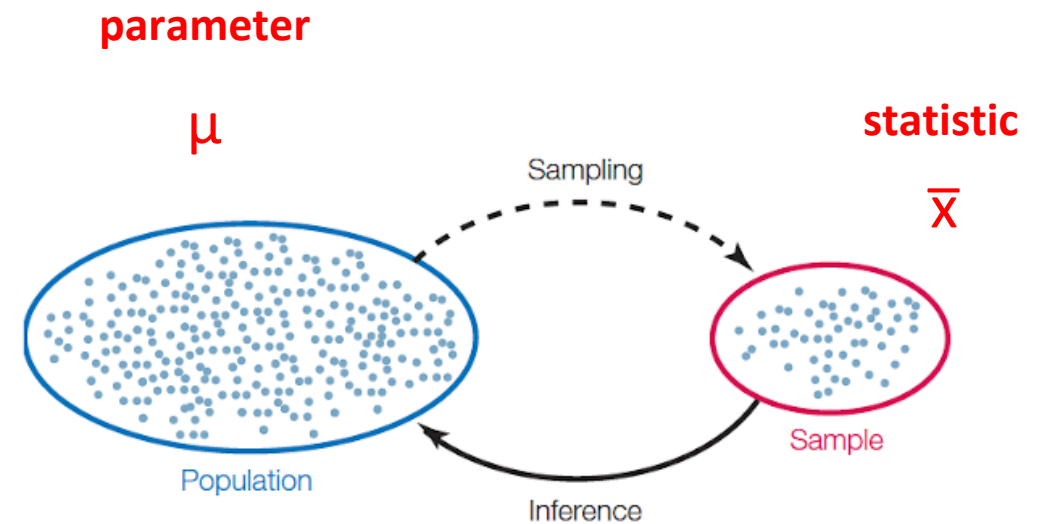 parameter
μ
statistic
x̅
Sampling
Sample
Population
Inference